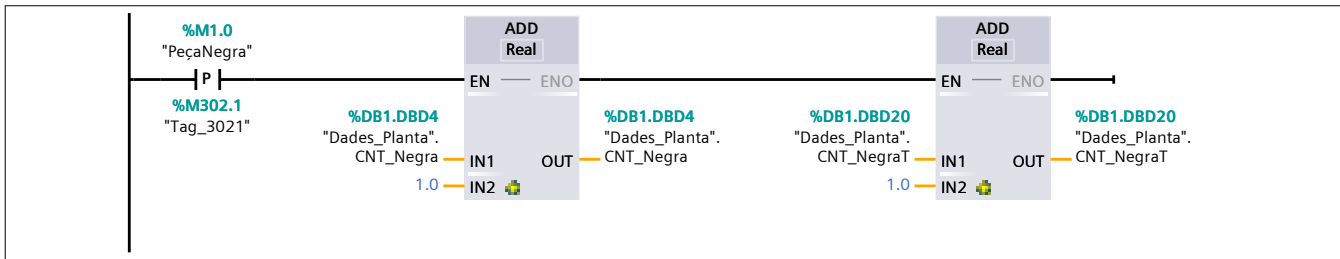 %M1.0
"PeçaNegra"
P
%M302.1
"Tag_3021"
ADD
Real
EN
ENO
%DB1.DBD4
"Dades_Planta".
CNT_Negra
IN1
1.0
IN2
OUT
%DB1.DBD4
"Dades_Planta".
CNT_Negra
ADD
Real
EN
ENO
%DB1.DBD20
"Dades_Planta".
CNT_NegraT
IN1
1.0
IN2
OUT
%DB1.DBD20
"Dades_Planta".
CNT_NegraT